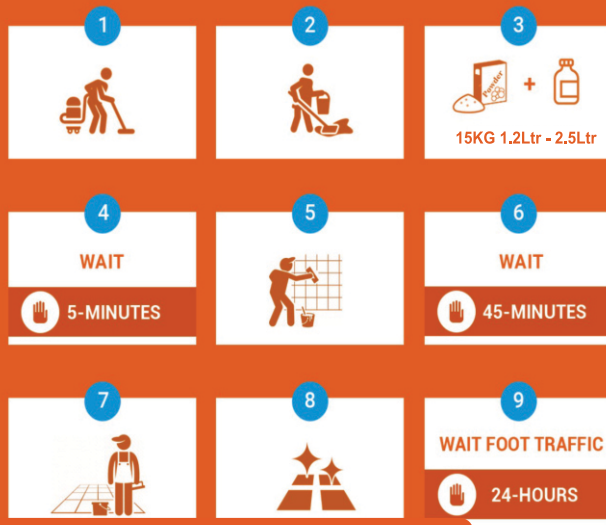 1
2
3
Powder
+
15KG 1.2Ltr - 2.5Ltr
4
WAIT
5-MINUTES
5
6
WAIT
45-MINUTES
7
8
9
WAIT FOOT TRAFFIC
24-HOURS